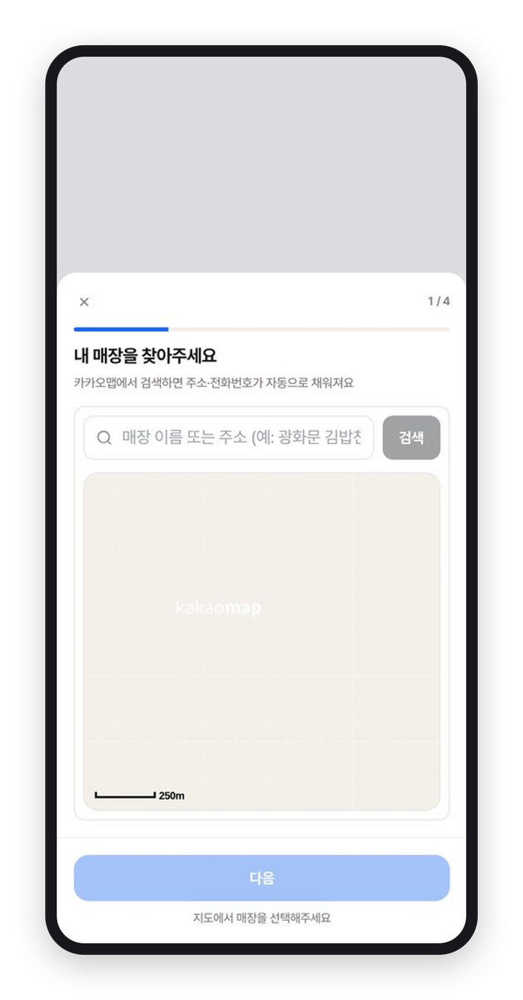 1 / 4
내 매장을 찾아주세요
카카오맵에서 검색하면 주소·전화번호가 자동으로 채워져요
매장 이름 또는 주소 (예: 광화문 김밥천
검색
kakaomap
250m
다음
지도에서 매장을 선택해주세요